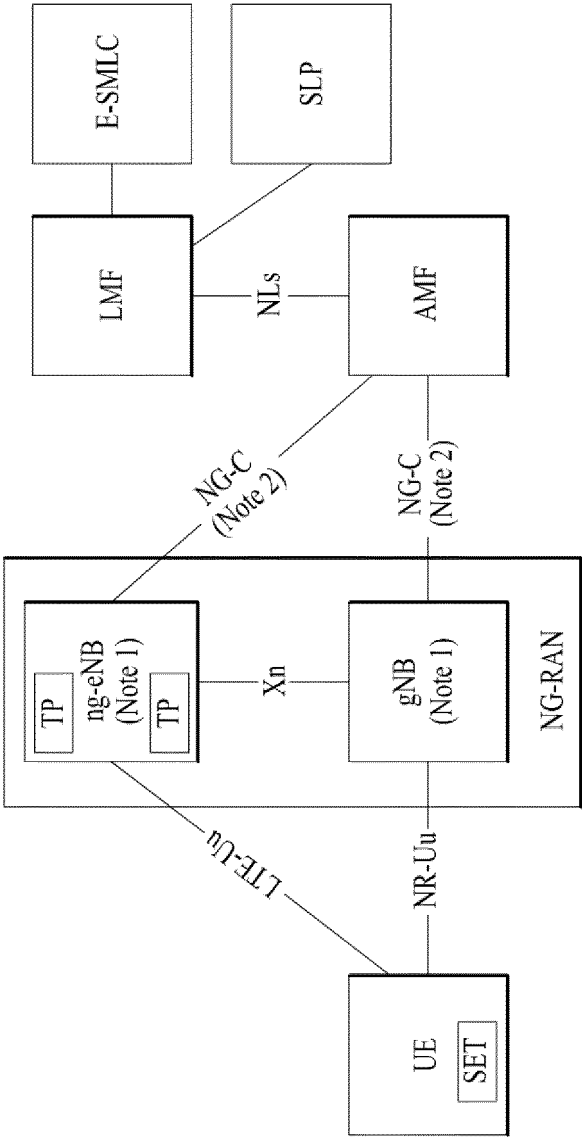 E-SMLC
SLP
LMF
NLs
AMF
NG-C
(Note 2)
NG-C
(Note 2)
TP
ng-eNB
(Note 1)
TP
Xn
gNB
(Note 1)
NG-RAN
LTE-Uu
NR-Uu
UE
SET